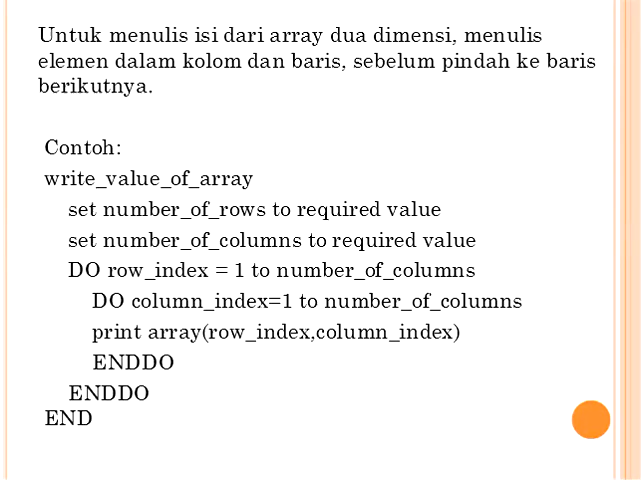 Untuk menulis isi dari array dua dimensi, menulis
elemen dalam kolom dan baris, sebelum pindah ke baris
berikutnya.
Contoh:
write_value_of_array
set number_of_rows to required value
set number_of_columns to required value
DO row_index = 1 to number_of_columns
DO column_index=1 to number_of_columns
print array(row_index,column_index)
ENDDO
ENDDO
END